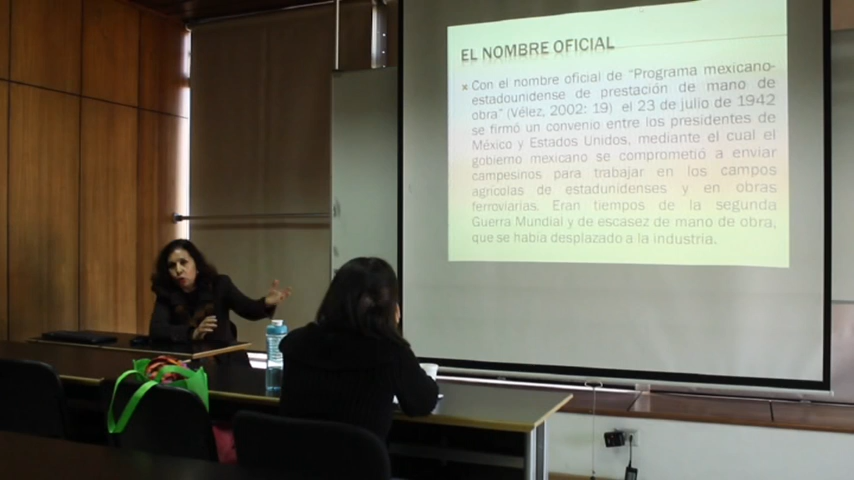 EL NOMBRE OFICIAL
Con el nombre oficial de "Programa mexicano-
estadounidense de prestación de mano de
obra" (Vélez, 2002: 19) el 23 de julio de 1942
se firmó un convenio entre los presidentes de
México y Estados Unidos, mediante el cual el
gobierno mexicano se comprometió a enviar
campesinos para trabajar en los campos
agrícolas de estadunidenses y en obras
ferroviarias. Eran tiempos de la segunda
Guerra Mundial y de escasez de mano de obra,
que se había desplazado a la industria.